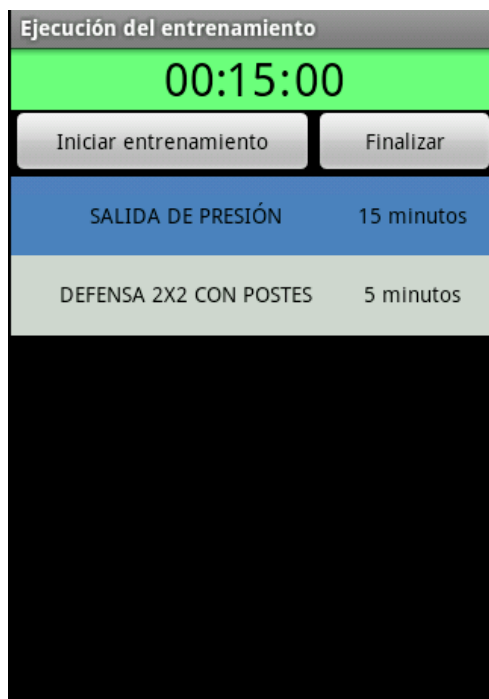 Ejecución del entrenamiento
00:15:00
Iniciar entrenamiento Finalizar
SALIDA DE PRESIÓN 15 minutos
DEFENSA 2X2 CON POSTES 5 minutos